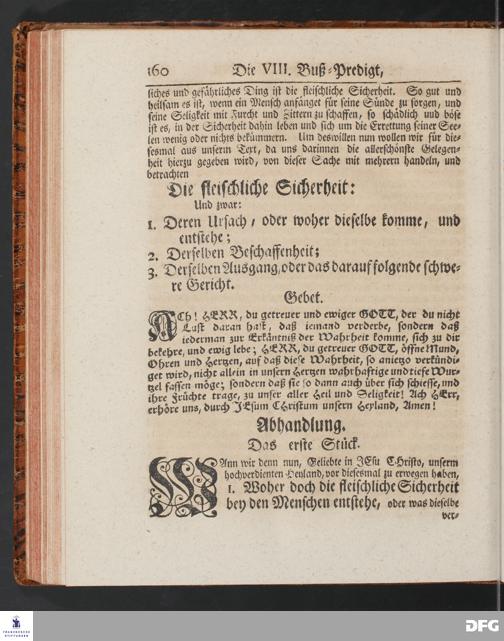 160 Die VIII. Buß-Predigt,
liches und gefährliches Ding ist die fleischliche Sicherheit. So gut und
heilsam es ist, wenn ein Mensch anfänget für seine Sünde zu sorgen, und
seine Seligkeit mit Furcht und Zittern zu schaffen, so schädlich und böse
ist es, in der Sicherheit dahin leben und sich um die Errettung seiner See-
len wenig oder nichts bekümmern. Um deswillen nun wollen wir für die-
sesmal aus unserm Text, da uns darinnen die allerschönste Gelegen-
heit hierzu gegeben wird, von dieser Sache mit mehrern handeln, und
betrachten
Die fleischliche Sicherheit:
Und zwar:
1. Deren Ursach, oder woher dieselbe komme, und
entstehe;
2. Derselben Beschaffenheit;
3. Derselben Ausgang, oder das darauf folgende schwe-
re Gericht.
Gebet.
ACh! HERR, du getreuer und ewiger GOTT, der du nicht
Lust daran hast, daß iemand verderbe, sondern daß
iederman zur Erkäntniß der Wahrheit komme, sich zu dir
bekehre, und ewig lebe; HERR, du getreuer GOTT, öffne Mund,
Ohren und Hertzen, auf daß diese Wahrheit, so anietzo verkündi-
get wird, nicht allein in unsern Hertzen wahrhaftige und tiefe Wur-
tzel fassen möge; sondern daß sie so dann auch über sich schiesse, und
ihre Früchte trage, zu unser aller Heil und Seligkeit! Ach HErr,
erhöre uns, durch JEsum CHristum unsern Heyland, Amen!
Abhandlung.
Das erste Stück.
WAnn wir denn nun, Geliebte in JEsu CHristo, unserm
hochverdienten Heyland, vor diesesmal zu erwegen haben,
1. Woher doch die fleischliche Sicherheit
bey den Menschen entstehe, oder was dieselbe
ver-
FRANCKESCHE
STIFTUNGEN
DFG